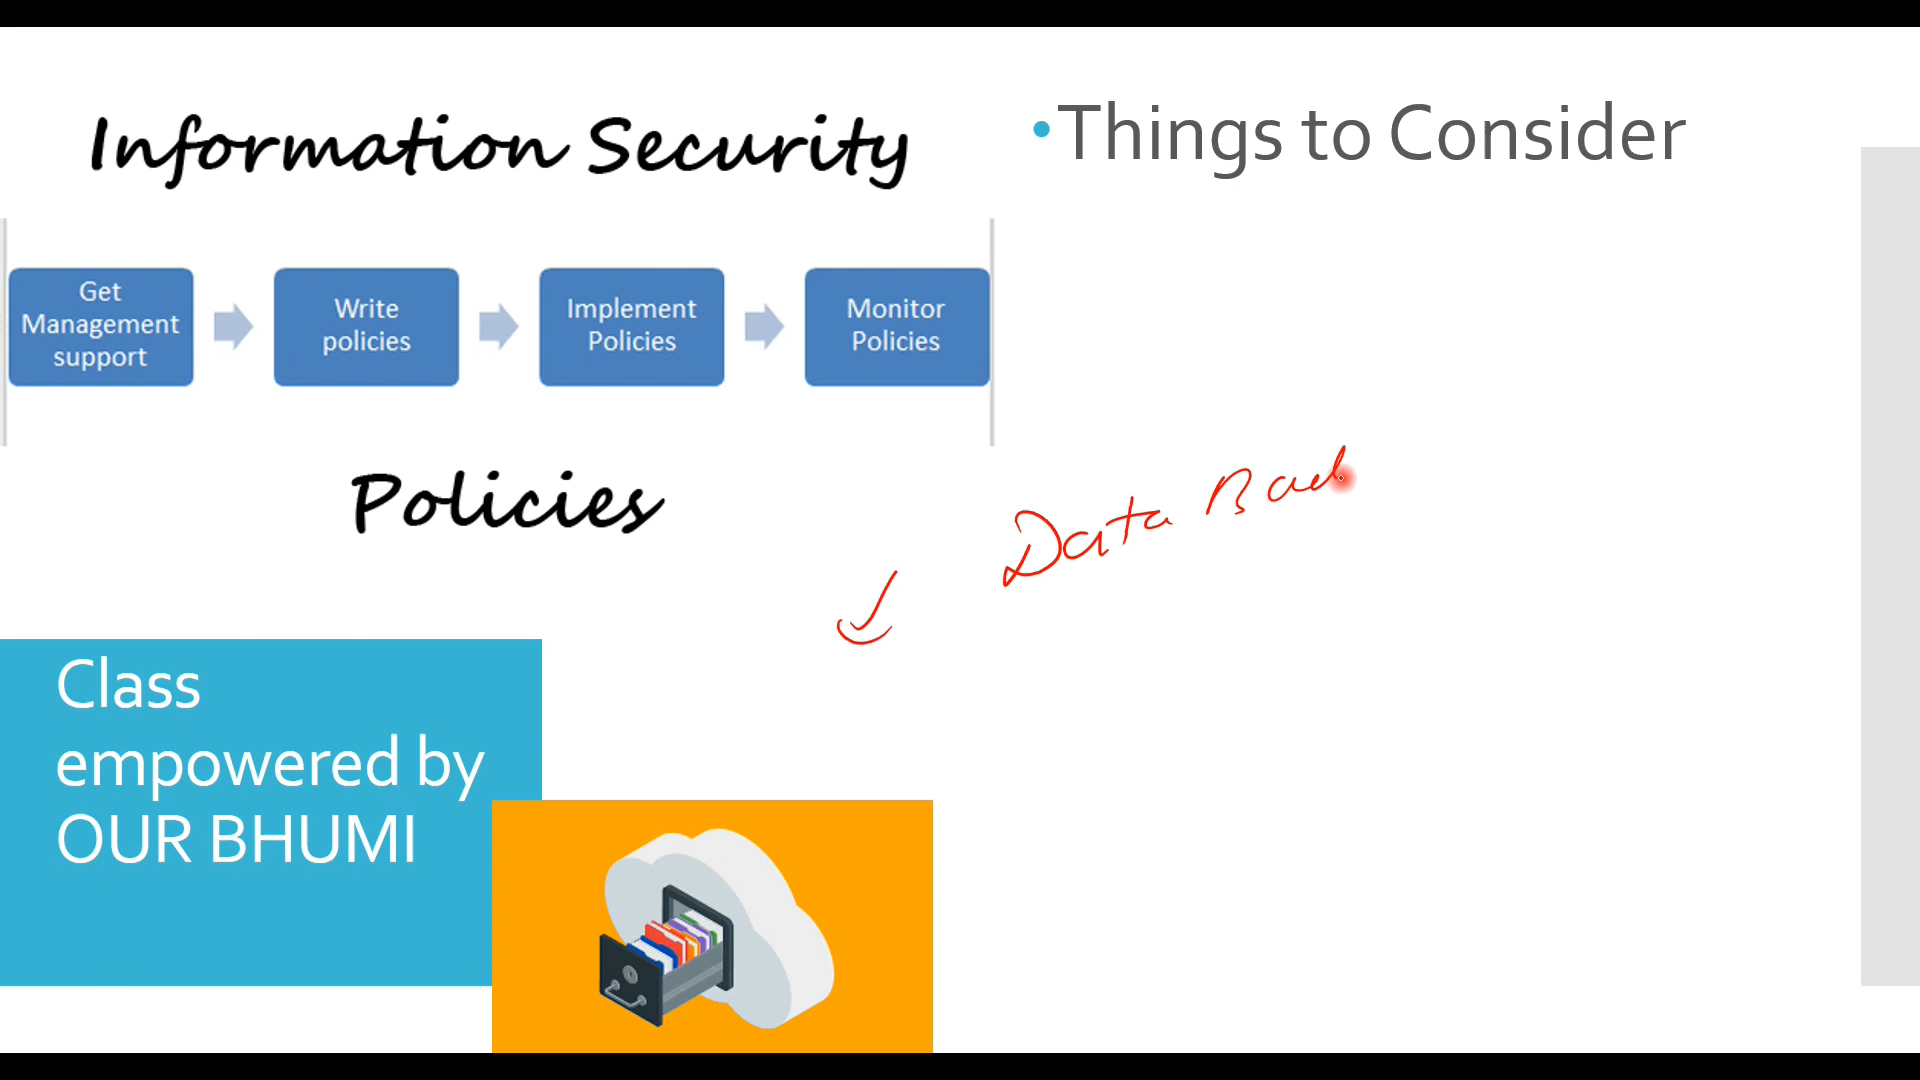 Information Security
Get
Management
support
Write
policies
Implement
Policies
Monitor
Policies
Policies
Class
empowered by
OUR BHUMI
•Things to Consider
Data